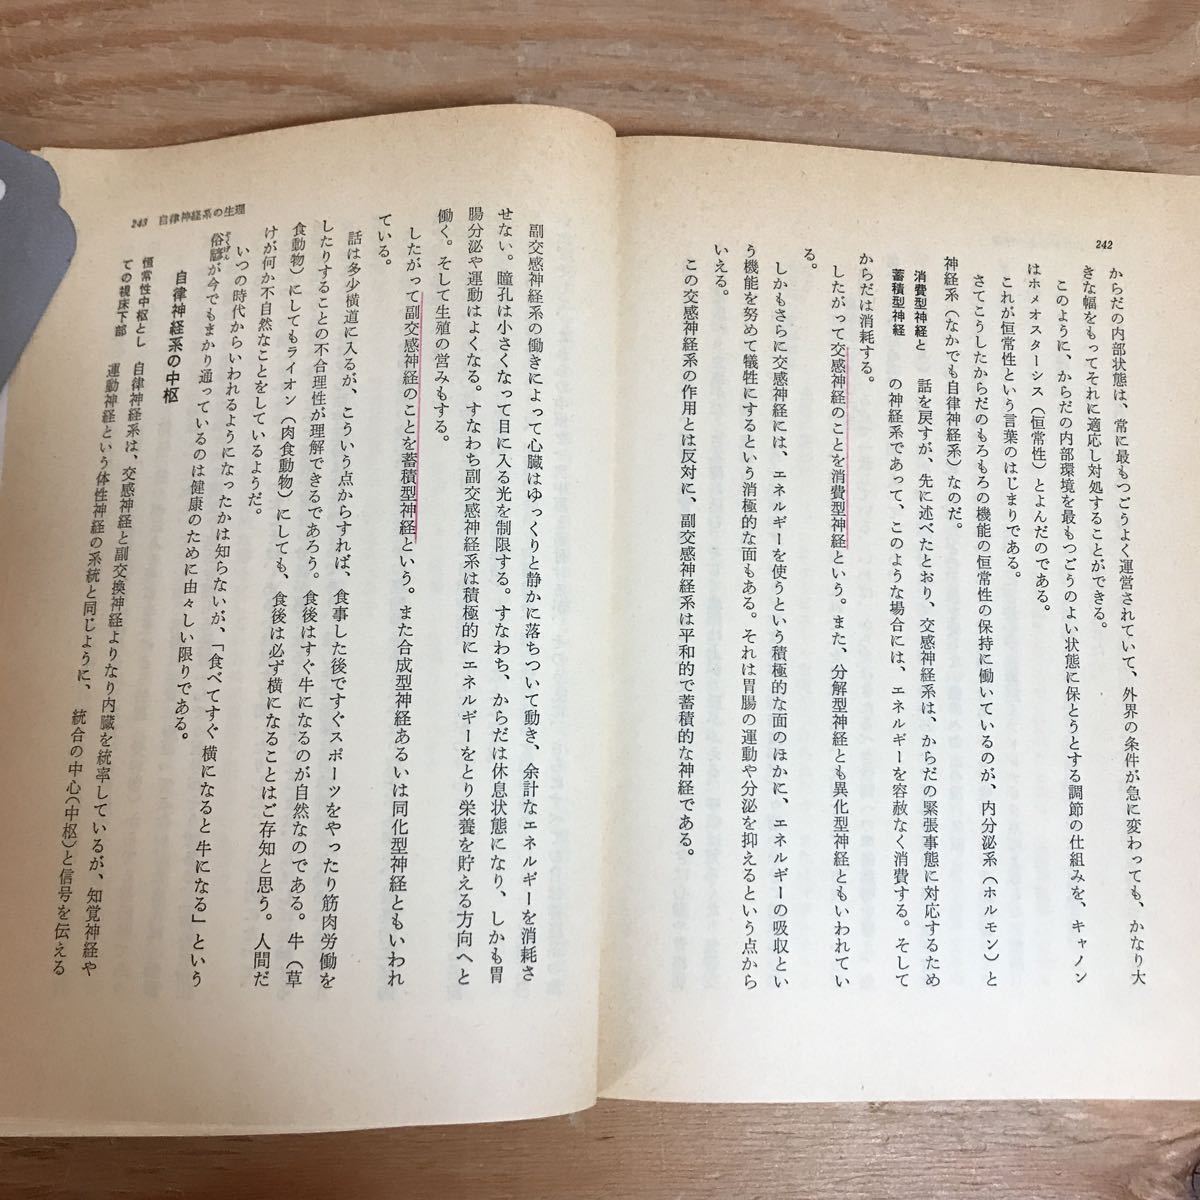 242
からだの内部状態は、常に最もつごうよく運営されていて、外界の条件が急に変わっても、かなり大
きな幅をもってそれに適応し対処することができる。
このように、からだの内部環境を最もつごうのよい状態に保とうとする調節の仕組みを、キャノン
はホメオスターシス（恒常性）とよんだのである。
これが恒常性という言葉のはじまりである。
さてこうしたからだのもろもろの機能の恒常性の保持に働いているのが、内分泌系（ホルモン）と
神経系（なかでも自律神経系）なのだ。
消費型神経と
蓄積型神経
話を戻すが、先に述べたとおり、交感神経系は、からだの緊張事態に対応するため
の神経系であって、このような場合には、エネルギーを容赦なく消費する。そして
からだは消耗する。
したがって交感神経のことを消費型神経という。また、分解型神経とも異化型神経ともいわれてい
る。
しかもさらに交感神経には、エネルギーを使うという積極的な面のほかに、エネルギーの吸収とい
う機能を努めて犠牲にするという消極的な面もある。それは胃腸の運動や分泌を抑えるという点から
いえる。
この交感神経系の作用とは反対に、副交感神経系は平和的で蓄積的な神経である。
副交感神経系の働きによって心臓はゆっくりと静かに落ちついて動き、余計なエネルギーを消耗さ
せない。瞳孔は小さくなって目に入る光を制限する。すなわち、からだは休息状態になり、しかも胃
腸分泌や運動はよくなる。すなわち副交感神経系は積極的にエネルギーをとり栄養を貯える方向へと
働く。そして生殖の営みもする。
したがって副交感神経のことを蓄積型神経という。また合成型神経あるいは同化型神経ともいわれ
ている。
話は多少横道に入るが、こういう点からすれば、食事した後ですぐスポーツをやったり筋肉労働を
したりすることの不合理性が理解できるであろう。食後はすぐ牛になるのが自然なのである。牛（草
食動物）にしてもライオン（肉食動物）にしても、食後は必ず横になることはご存知と思う。人間だ
けが何か不自然なことをしているようだ。
いつの時代からいわれるようになったかは知らないが、「食べてすぐ横になると牛になる」という
俗諺が今でもまかり通っているのは健康のために由々しい限りである。
ぞくげん
自律神経系の中枢
恒常性中枢とし
ての視床下部
自律神経系は、交感神経と副交換神経よりなり内臓を統率しているが、知覚神経や
運動神経という体性神経の系統と同じように、統合の中心（中枢）と信号を伝える
243 自律神経系の生理